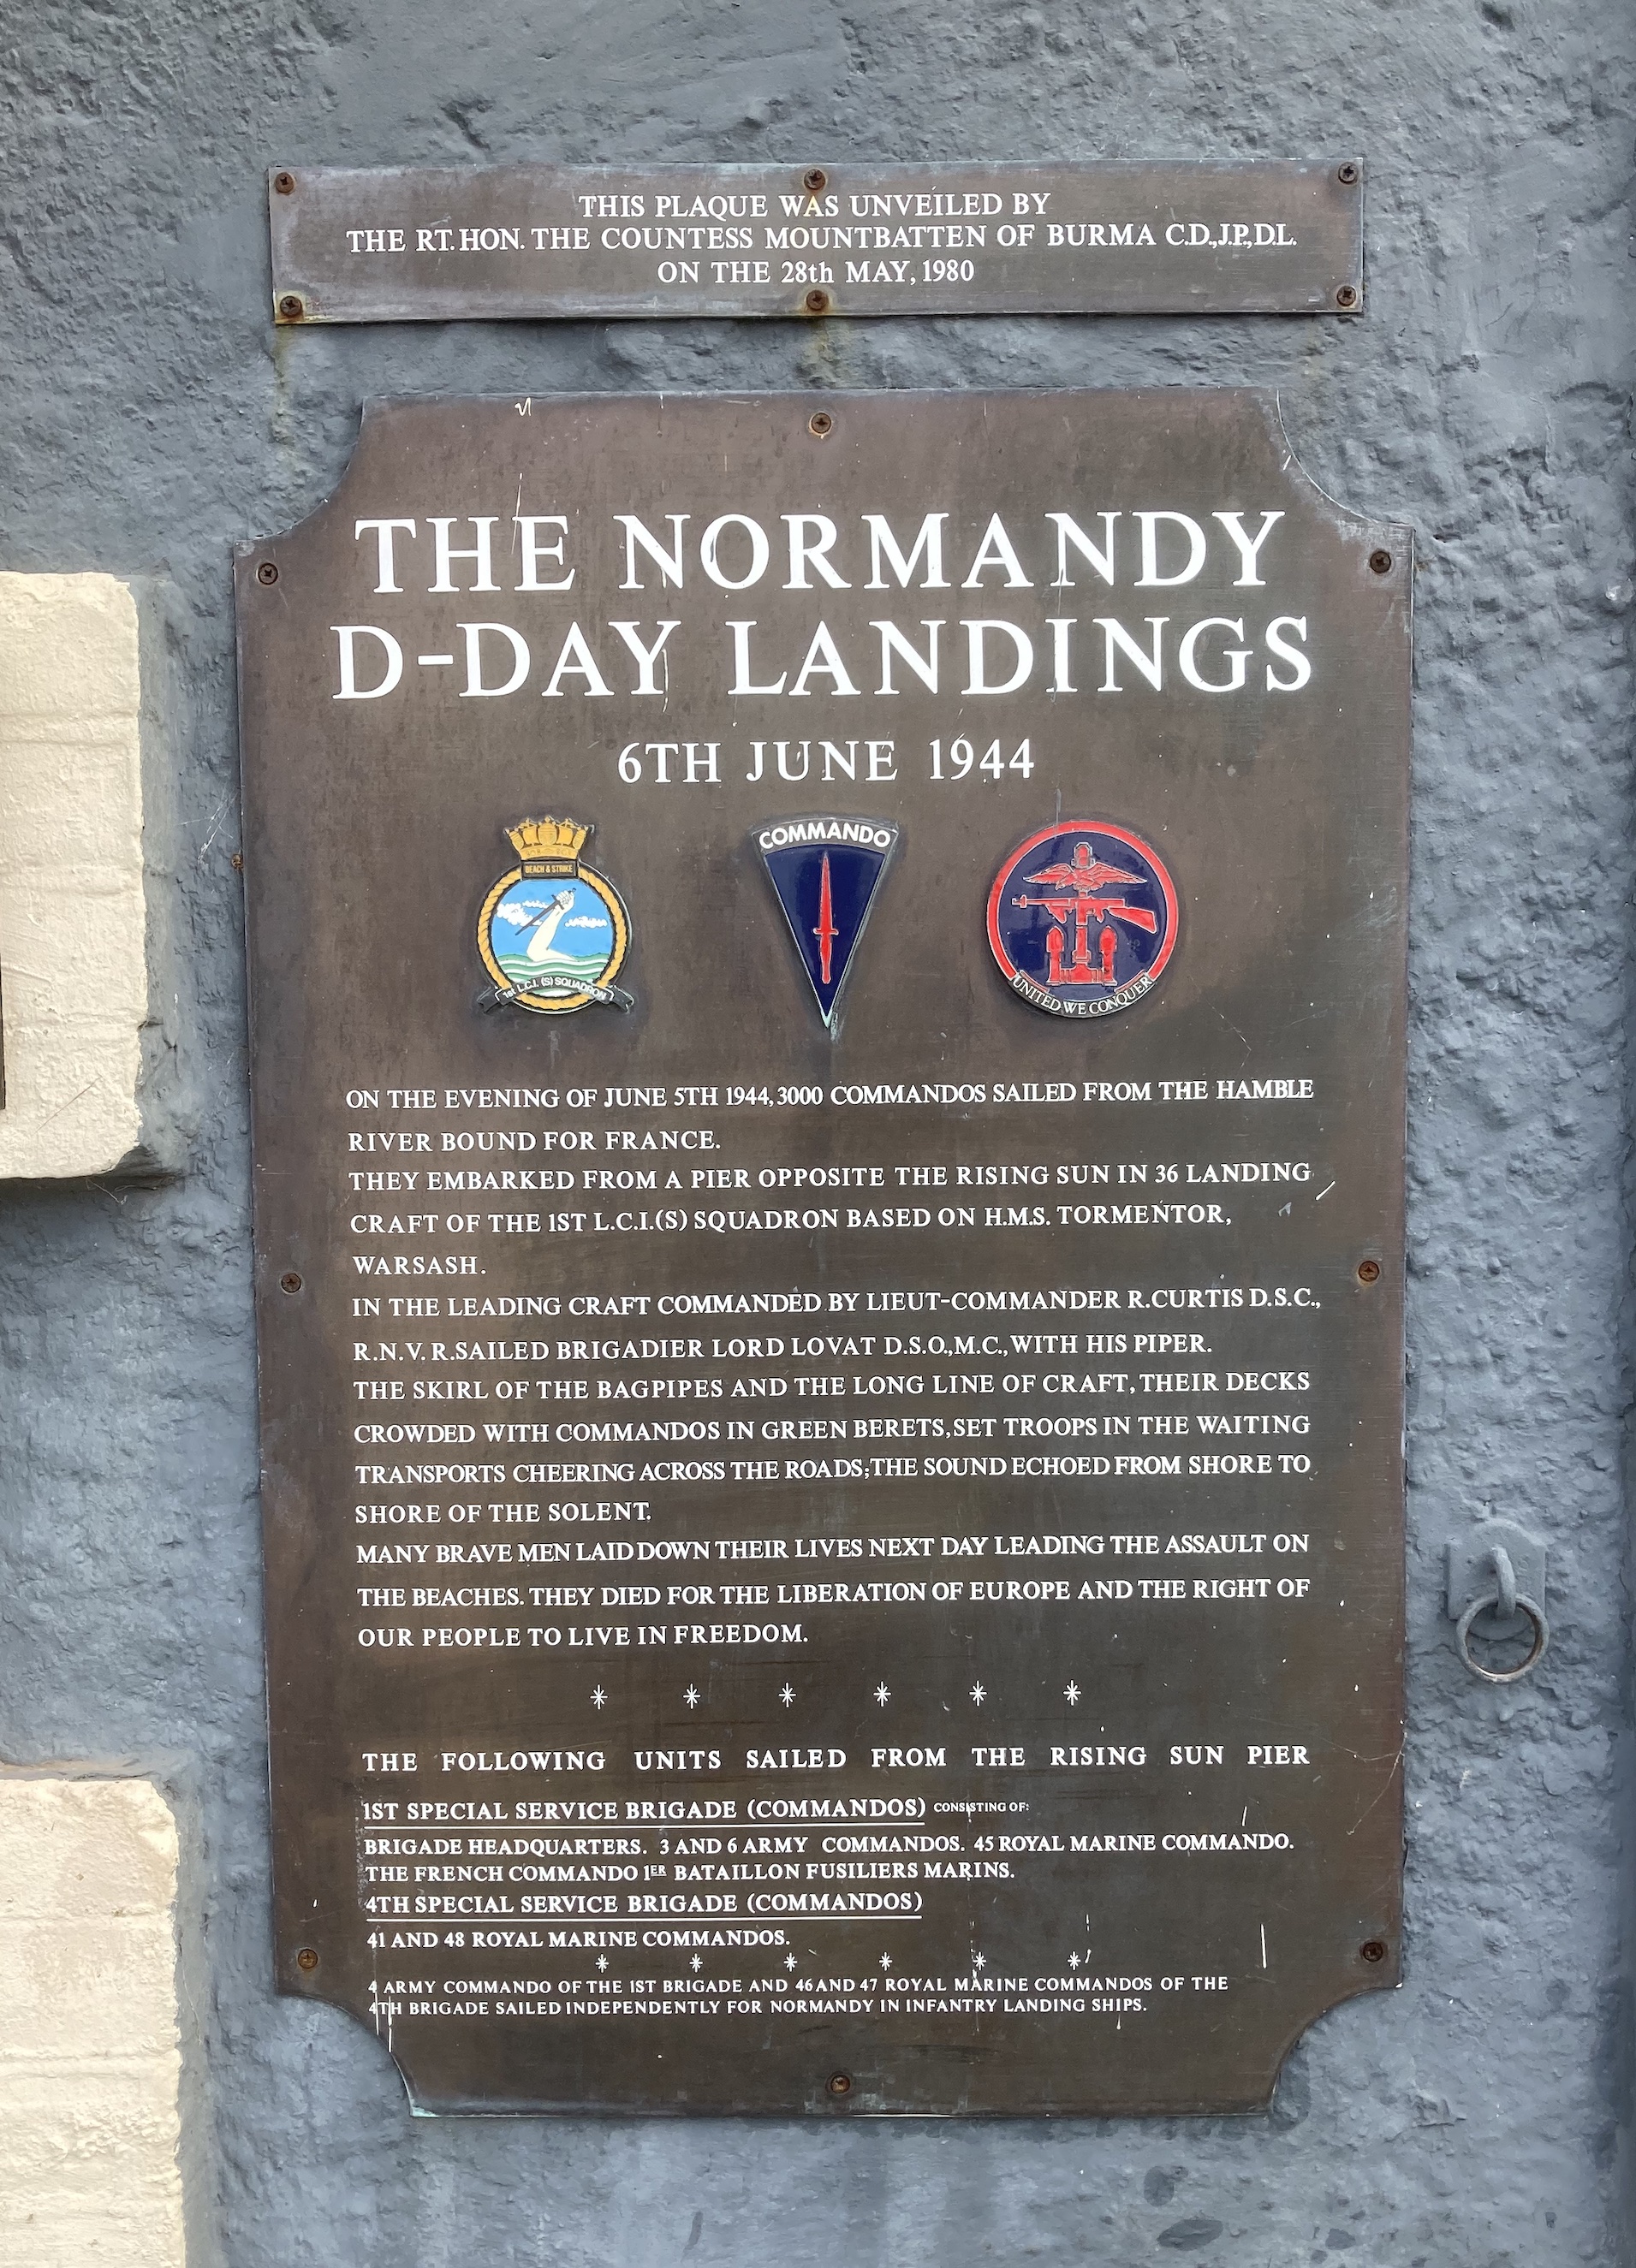 THIS PLAQUE WAS UNVEILED BY
THE RT. HON. THE COUNTESS MOUNTBATTEN OF BURMA C.D., J.P., D.L.
ON THE 28th MAY, 1980
THE NORMANDY
D-DAY LANDINGS
6TH JUNE 1944
BEACH & STRIKE
1st L.C.I. (S) SQUADRON
COMMANDO
UNITED WE CONQUER
ON THE EVENING OF JUNE 5TH 1944, 3000 COMMANDOS SAILED FROM THE HAMBLE
RIVER BOUND FOR FRANCE.
THEY EMBARKED FROM A PIER OPPOSITE THE RISING SUN IN 36 LANDING
CRAFT OF THE 1ST L.C.I.(S) SQUADRON BASED ON H.M.S. TORMENTOR,
WARSASH.
IN THE LEADING CRAFT COMMANDED BY LIEUT-COMMANDER R.CURTIS D.S.C.,
R.N.V.R. SAILED BRIGADIER LORD LOVAT D.S.O., M.C., WITH HIS PIPER.
THE SKIRL OF THE BAGPIPES AND THE LONG LINE OF CRAFT, THEIR DECKS
CROWDED WITH COMMANDOS IN GREEN BERETS, SET TROOPS IN THE WAITING
TRANSPORTS CHEERING ACROSS THE ROADS; THE SOUND ECHOED FROM SHORE TO
SHORE OF THE SOLENT.
MANY BRAVE MEN LAID DOWN THEIR LIVES NEXT DAY LEADING THE ASSAULT ON
THE BEACHES. THEY DIED FOR THE LIBERATION OF EUROPE AND THE RIGHT OF
OUR PEOPLE TO LIVE IN FREEDOM.
* * * * * *
THE FOLLOWING UNITS SAILED FROM THE RISING SUN PIER
1ST SPECIAL SERVICE BRIGADE (COMMANDOS) CONSISTING OF:
BRIGADE HEADQUARTERS. 3 AND 6 ARMY COMMANDOS. 45 ROYAL MARINE COMMANDO.
THE FRENCH COMMANDO 1ER BATAILLON FUSILIERS MARINS.
4TH SPECIAL SERVICE BRIGADE (COMMANDOS)
41 AND 48 ROYAL MARINE COMMANDOS.
* * * * * *
4 ARMY COMMANDO OF THE 1ST BRIGADE AND 46 AND 47 ROYAL MARINE COMMANDOS OF THE
4TH BRIGADE SAILED INDEPENDENTLY FOR NORMANDY IN INFANTRY LANDING SHIPS.